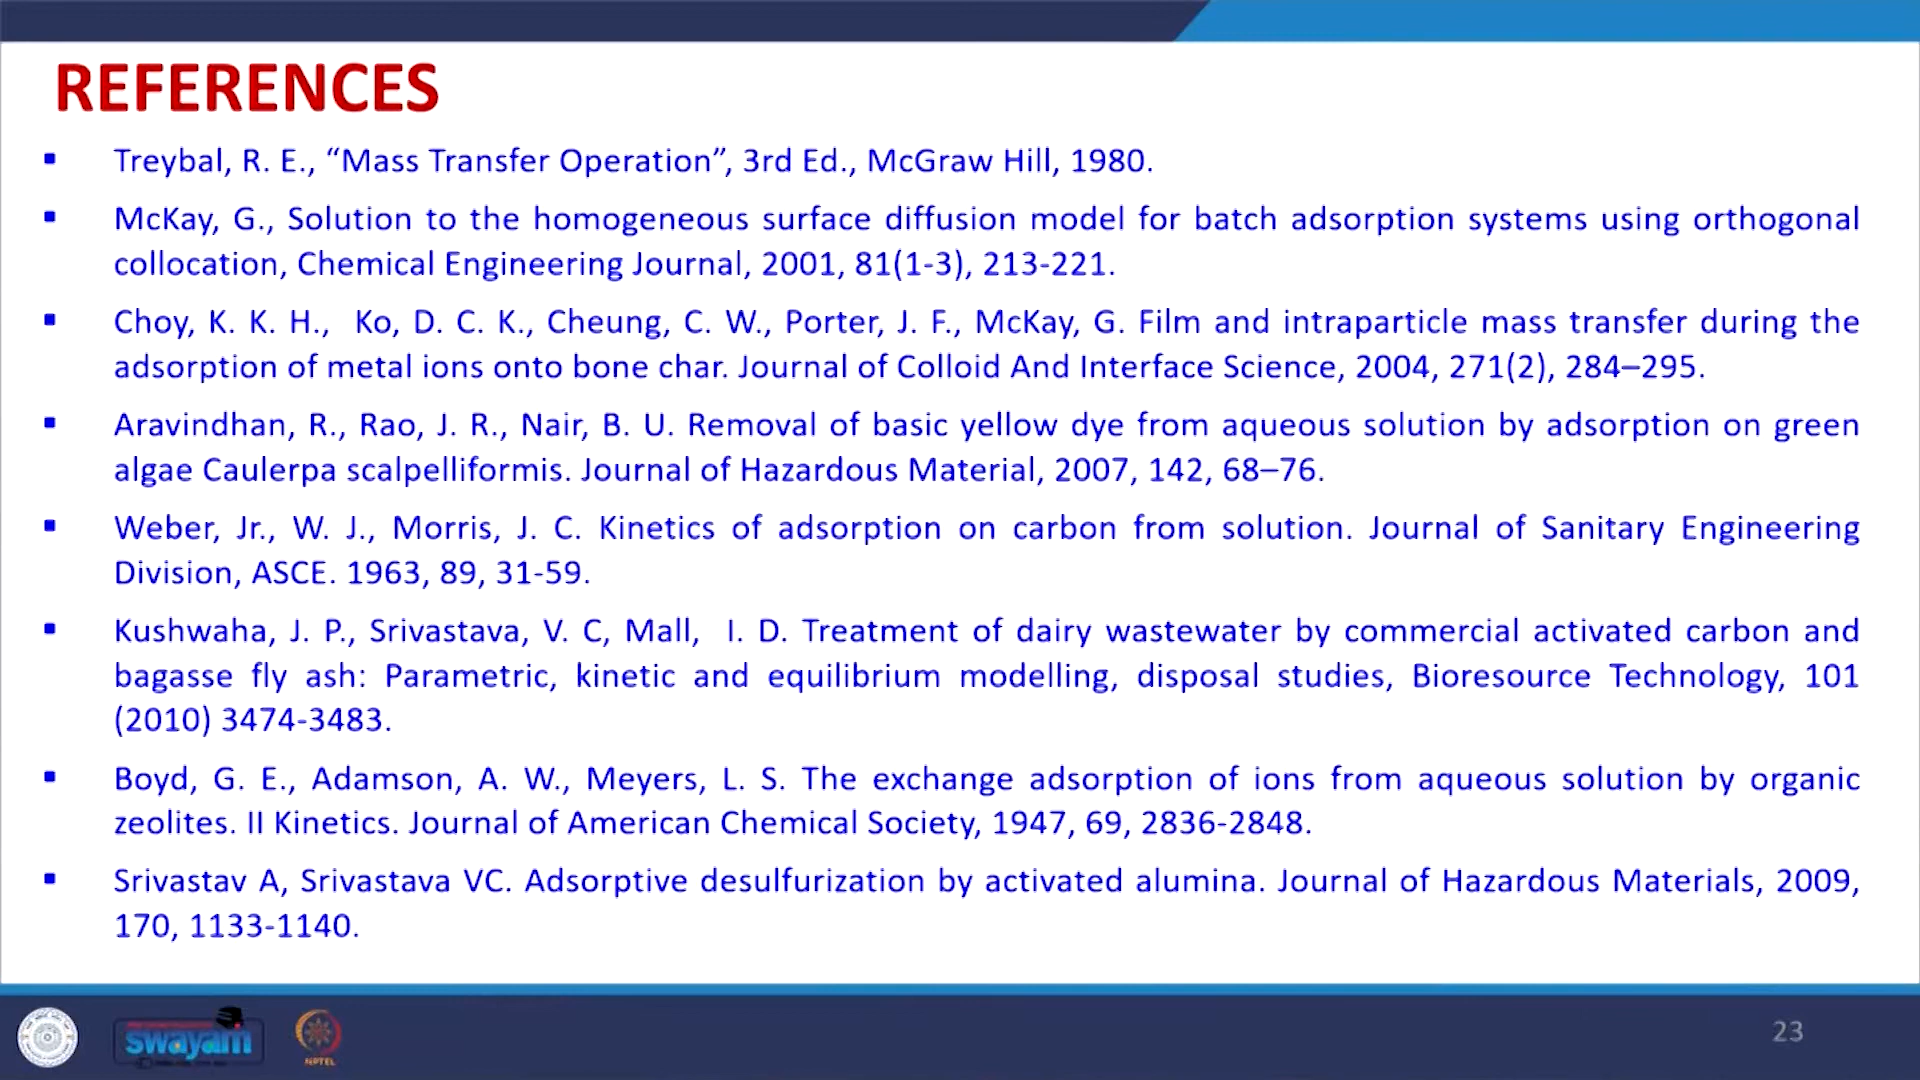 REFERENCES
▪ Treybal, R. E., “Mass Transfer Operation”, 3rd Ed., McGraw Hill, 1980.
▪ McKay, G., Solution to the homogeneous surface diffusion model for batch adsorption systems using orthogonal
collocation, Chemical Engineering Journal, 2001, 81(1-3), 213-221.
▪ Choy, K. K. H., Ko, D. C. K., Cheung, C. W., Porter, J. F., McKay, G. Film and intraparticle mass transfer during the
adsorption of metal ions onto bone char. Journal of Colloid And Interface Science, 2004, 271(2), 284–295.
▪ Aravindhan, R., Rao, J. R., Nair, B. U. Removal of basic yellow dye from aqueous solution by adsorption on green
algae Caulerpa scalpelliformis. Journal of Hazardous Material, 2007, 142, 68–76.
▪ Weber, Jr., W. J., Morris, J. C. Kinetics of adsorption on carbon from solution. Journal of Sanitary Engineering
Division, ASCE. 1963, 89, 31-59.
▪ Kushwaha, J. P., Srivastava, V. C, Mall, I. D. Treatment of dairy wastewater by commercial activated carbon and
bagasse fly ash: Parametric, kinetic and equilibrium modelling, disposal studies, Bioresource Technology, 101
(2010) 3474-3483.
▪ Boyd, G. E., Adamson, A. W., Meyers, L. S. The exchange adsorption of ions from aqueous solution by organic
zeolites. II Kinetics. Journal of American Chemical Society, 1947, 69, 2836-2848.
▪ Srivastav A, Srivastava VC. Adsorptive desulfurization by activated alumina. Journal of Hazardous Materials, 2009,
170, 1133-1140.
swayam
NPTEL
23